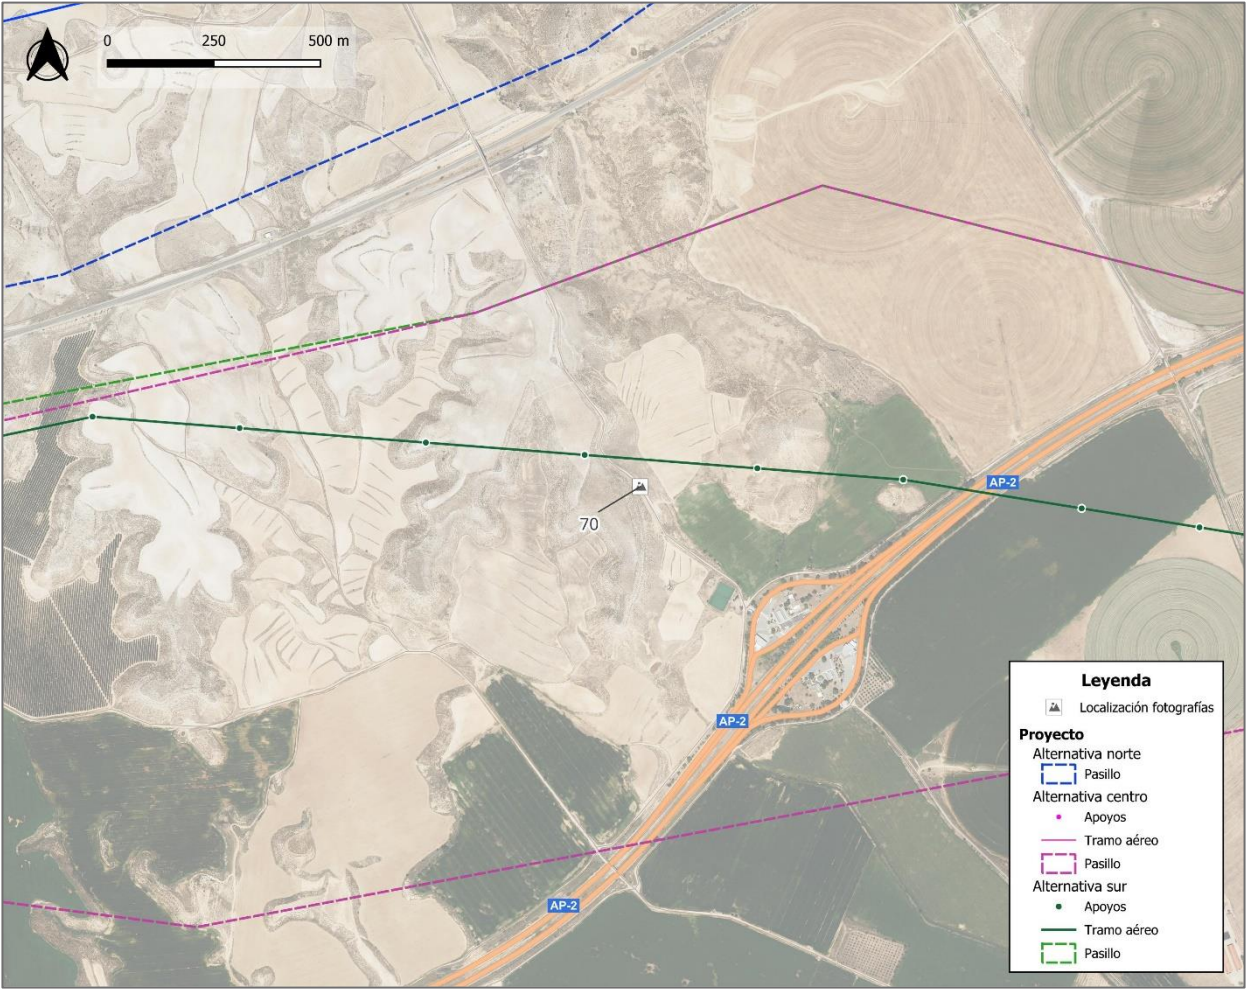 0 250 500 m
AP-2
70
AP-2
AP-2
Leyenda
Localización fotografías
Proyecto
Alternativa norte
Pasillo
Alternativa centro
Apoyos
Tramo aéreo
Pasillo
Alternativa sur
Apoyos
Tramo aéreo
Pasillo